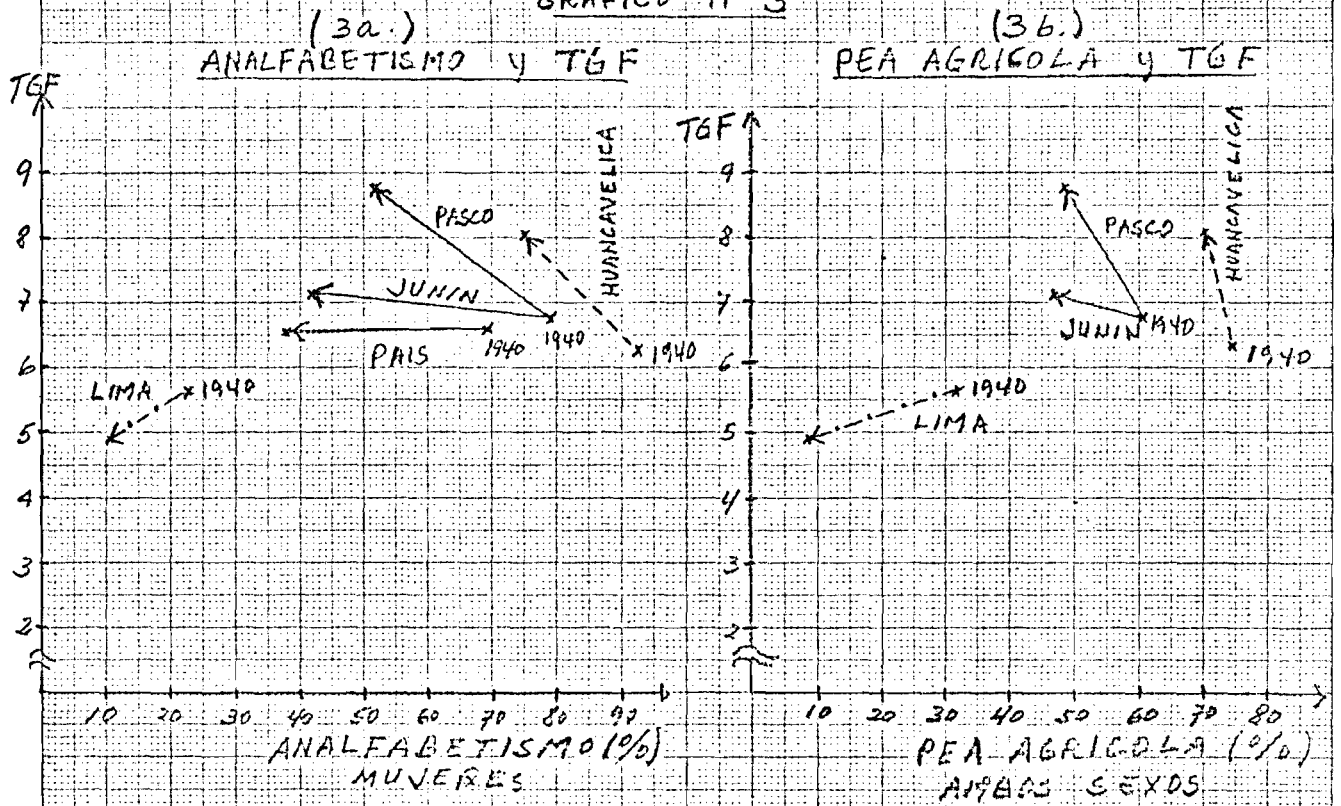 GRAFICO Nº 3
(3a.)
ANALFABETISMO y TGF
TGF
9
8
7
6
5
4
3
2
PASCO
JUNIN
PAIS
HUANCAVELICA
LIMA
1940
1940
1940
1940
10 20 30 40 50 60 70 80 90
ANALFABETISMO (%)
MUJERES
(3b.)
PEA AGRICOLA y TGF
TGF
9
8
7
6
5
4
3
2
PASCO
JUNIN
HUANCAVELICA
LIMA
1940
1940
1940
10 20 30 40 50 60 70 80
PEA AGRICOLA (%)
AMBOS SEXOS